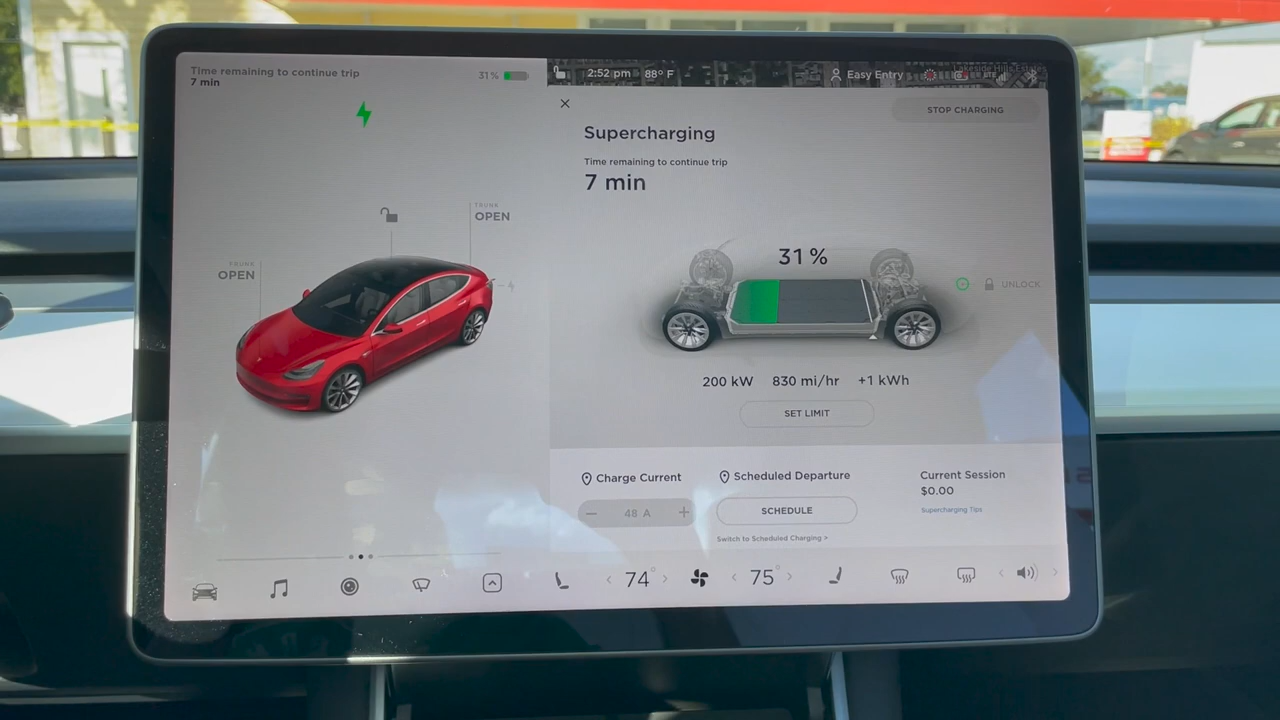 Time remaining to continue trip
7 min
31%
2:52 pm 88° F
Easy Entry
Lakeside Hills Estates
STOP CHARGING
Supercharging
Time remaining to continue trip
7 min
TRUNK
OPEN
TRUNK
OPEN
31 %
UNLOCK
200 kW 830 mi/hr +1 kWh
SET LIMIT
Charge Current
48 A
Scheduled Departure
SCHEDULE
Switch to Scheduled Charging >
Current Session
$0.00
Supercharging Tips
74° 75°